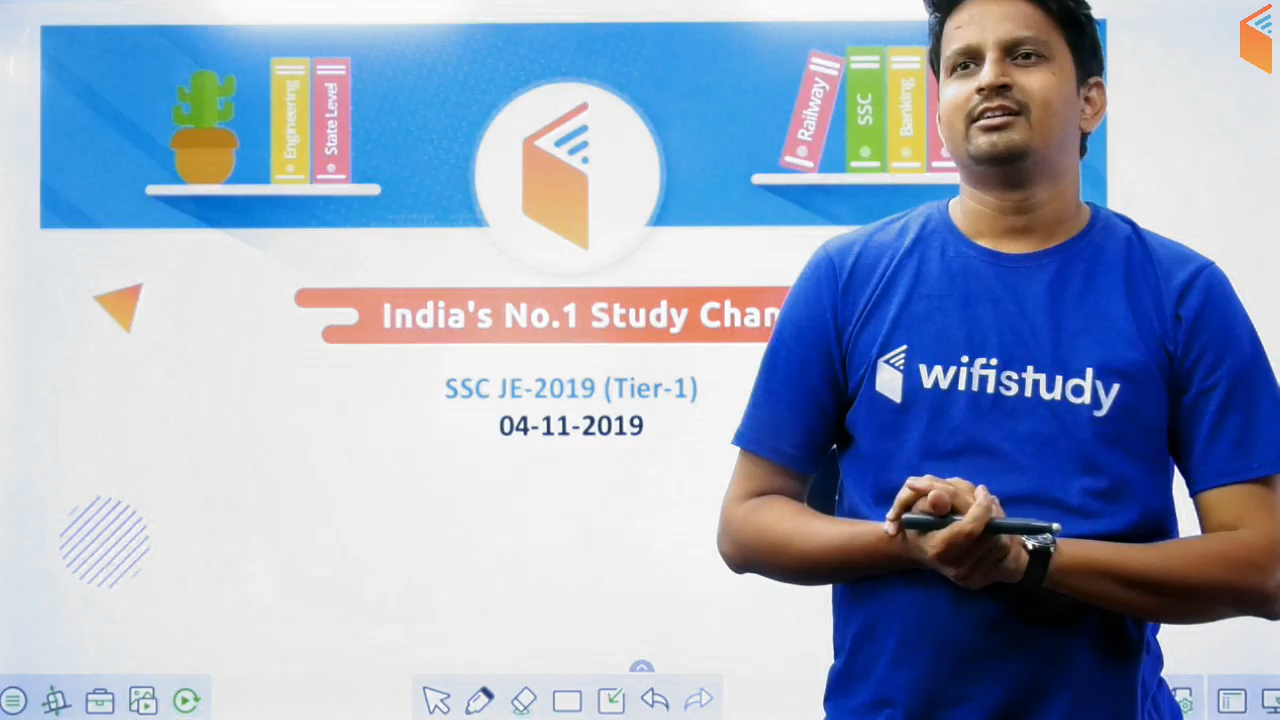 Engineering
State Level
Railway
SSC
Banking
India's No.1 Study Chan
SSC JE-2019 (Tier-1)
04-11-2019
wifistudy